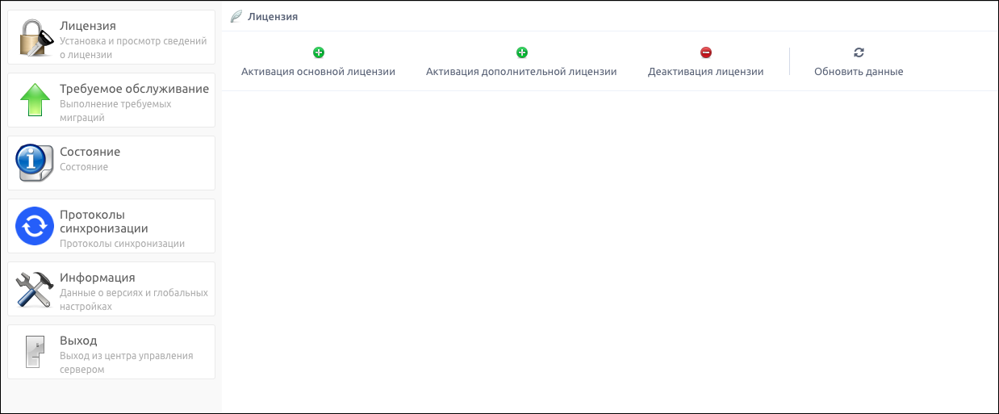 Лицензия
Установка и просмотр сведений
о лицензии
Требуемое обслуживание
Выполнение требуемых
миграций
Состояние
Состояние
Протоколы
синхронизации
Протоколы синхронизации
Информация
Данные о версиях и глобальных
настройках
Выход
Выход из центра управления
сервером
Лицензия
Активация основной лицензии
Активация дополнительной лицензии
Деактивация лицензии
Обновить данные